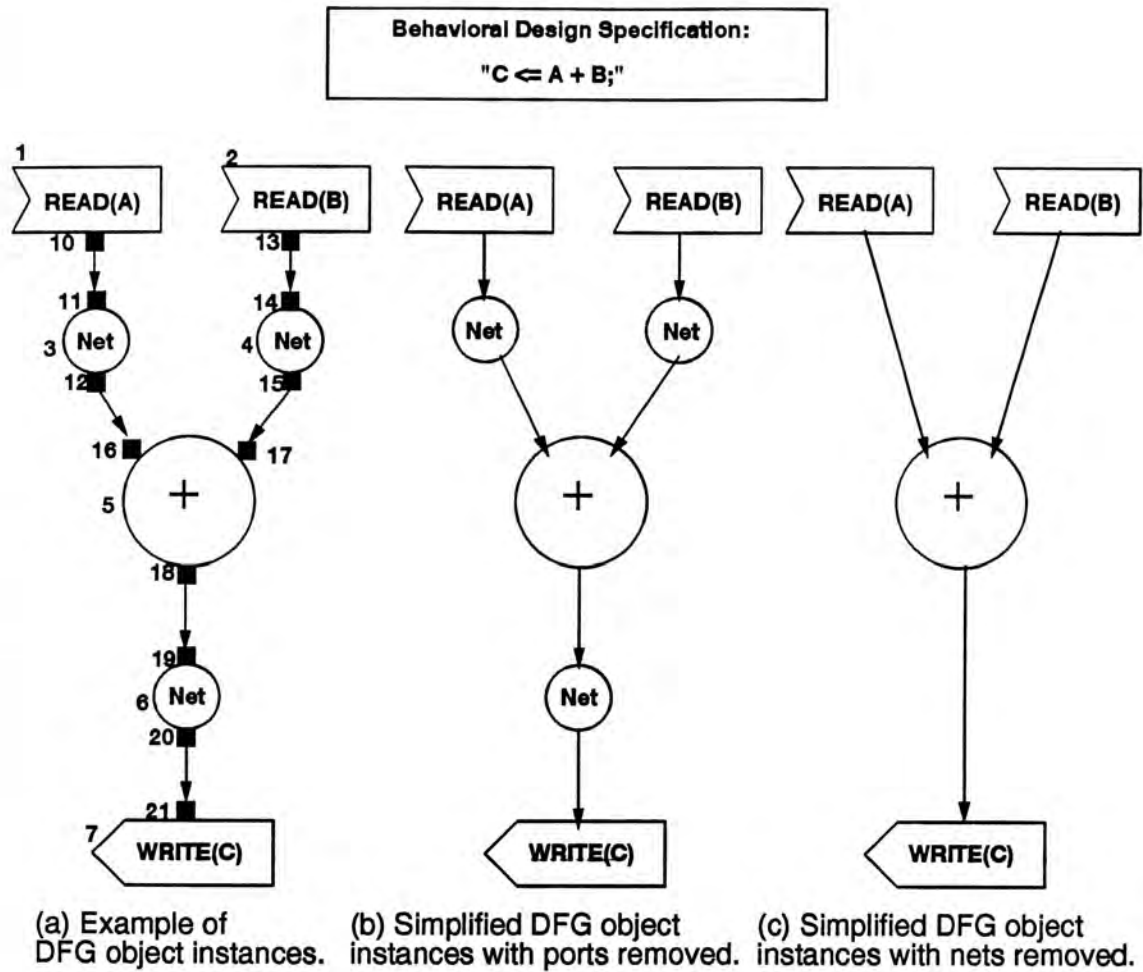 Behavioral Design Specification:
"C <= A + B;"
1
2
READ(A)
READ(B)
READ(A)
READ(B)
READ(A)
READ(B)
10
13
11
14
3
Net
4
Net
Net
Net
12
15
16
17
5
+
+
+
18
19
6
Net
Net
20
21
7
WRITE(C)
WRITE(C)
WRITE(C)
(a) Example of
DFG object instances.
(b) Simplified DFG object
instances with ports removed.
(c) Simplified DFG object
instances with nets removed.